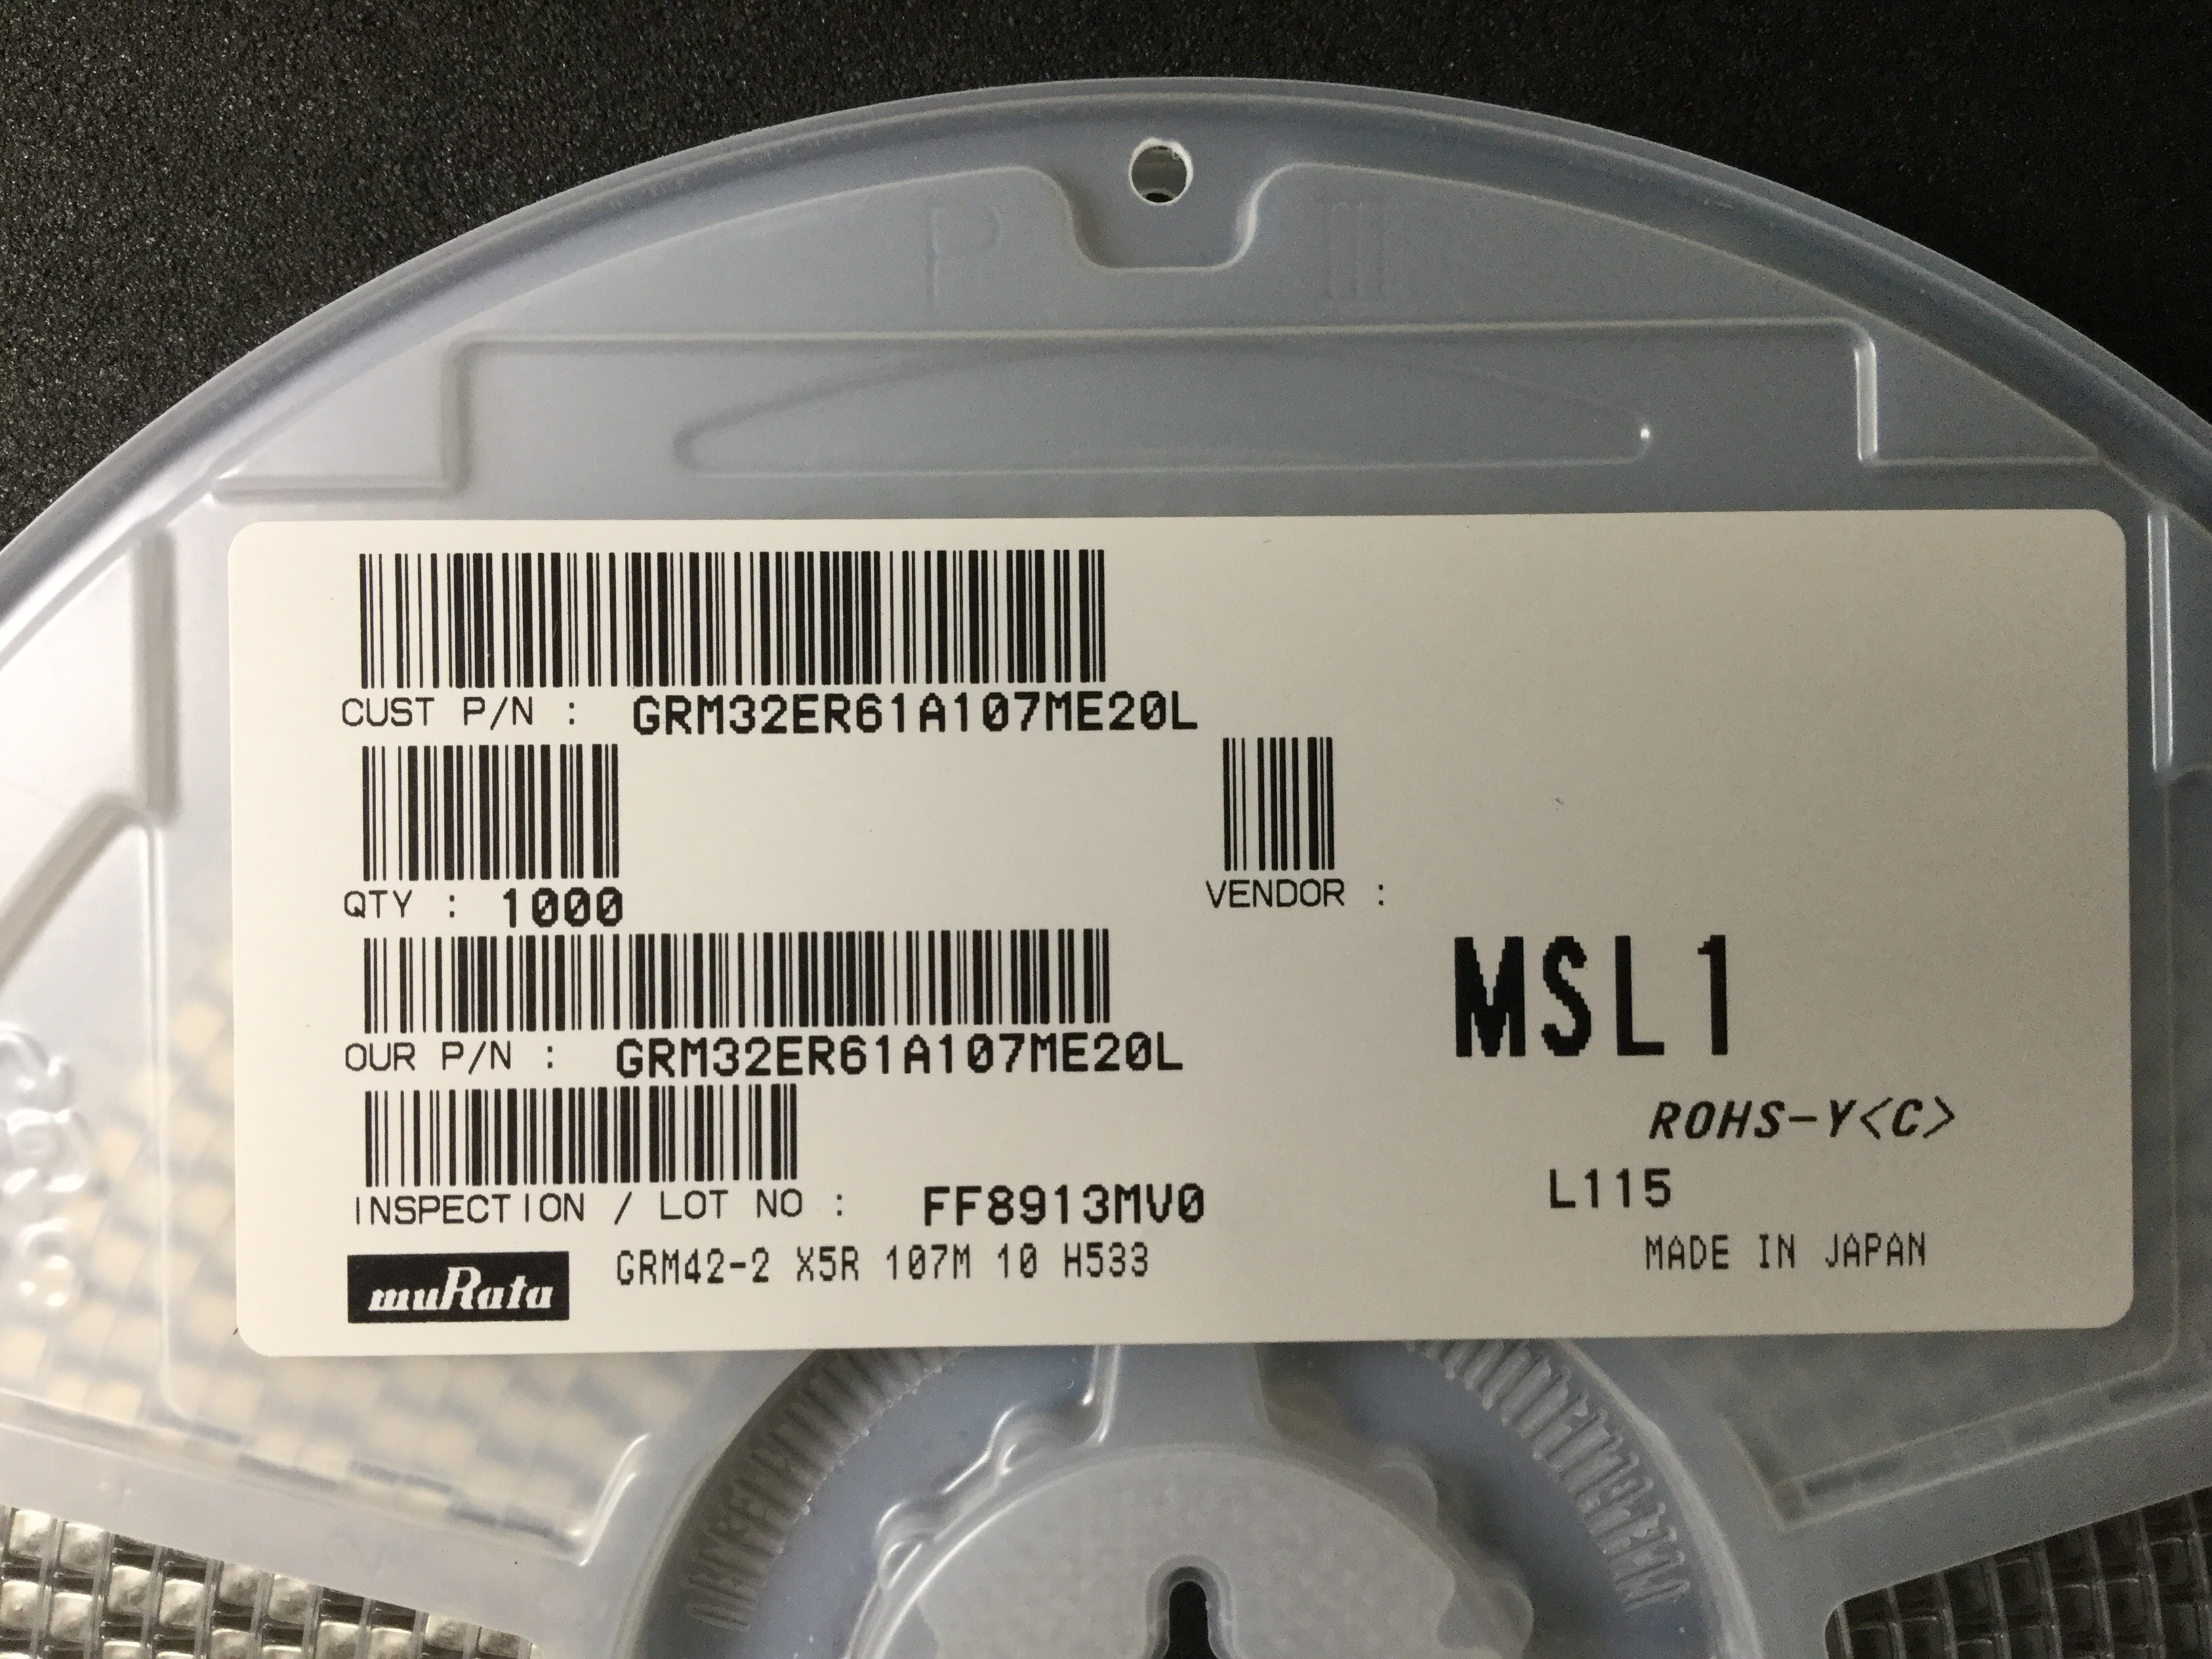 P III
CUST P/N : GRM32ER61A107ME20L
QTY : 1000
VENDOR :
OUR P/N : GRM32ER61A107ME20L
MSL1
ROHS-Y<C>
INSPECTION / LOT NO : FF8913MV0
L115
muRata GRM42-2 X5R 107M 10 H533
MADE IN JAPAN